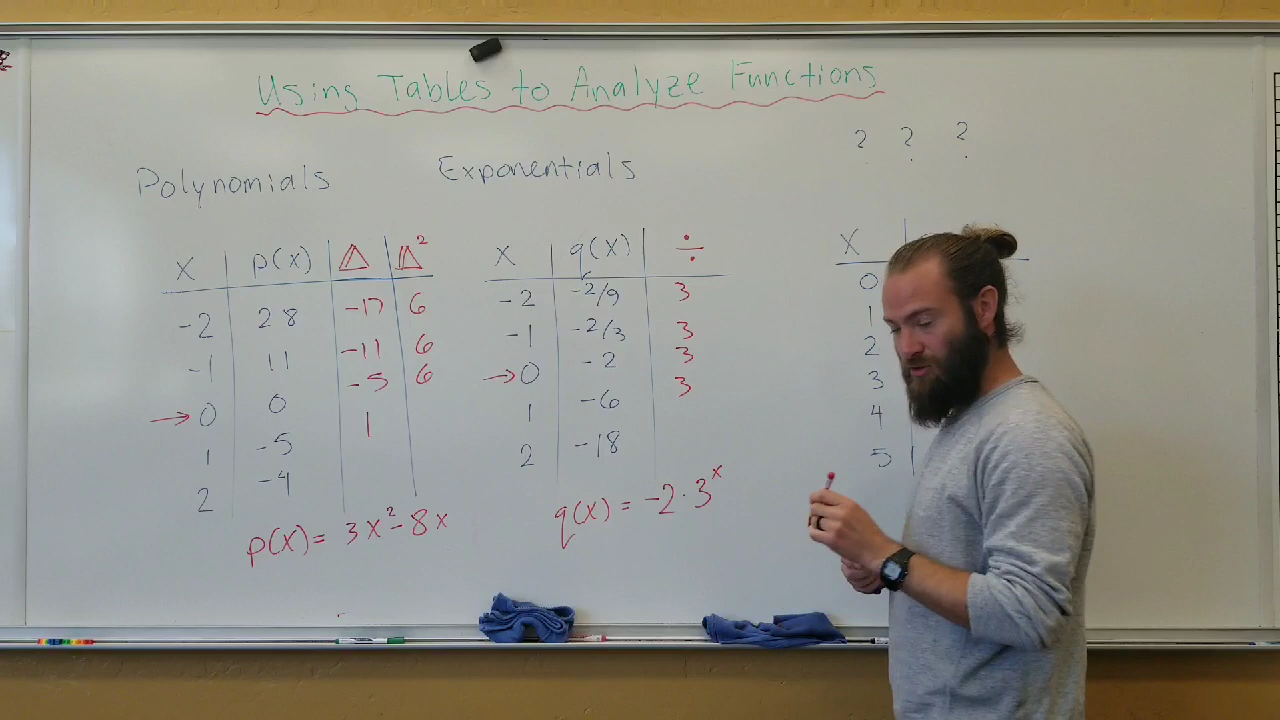 Using Tables to Analyze Functions
? ? ?
Polynomials
x p(x) Δ Δ²
-2 28 -17 6
-1 11 -11 6
→ 0 0 -5 6
1 -5 1
2 -4
p(x) = 3x² - 8x
Exponentials
x q(x) ÷
-2 -2/9 3
-1 -2/3 3
→ 0 -2 3
1 -6 3
2 -18
q(x) = -2 · 3ˣ
x
0
1
2
3
4
5